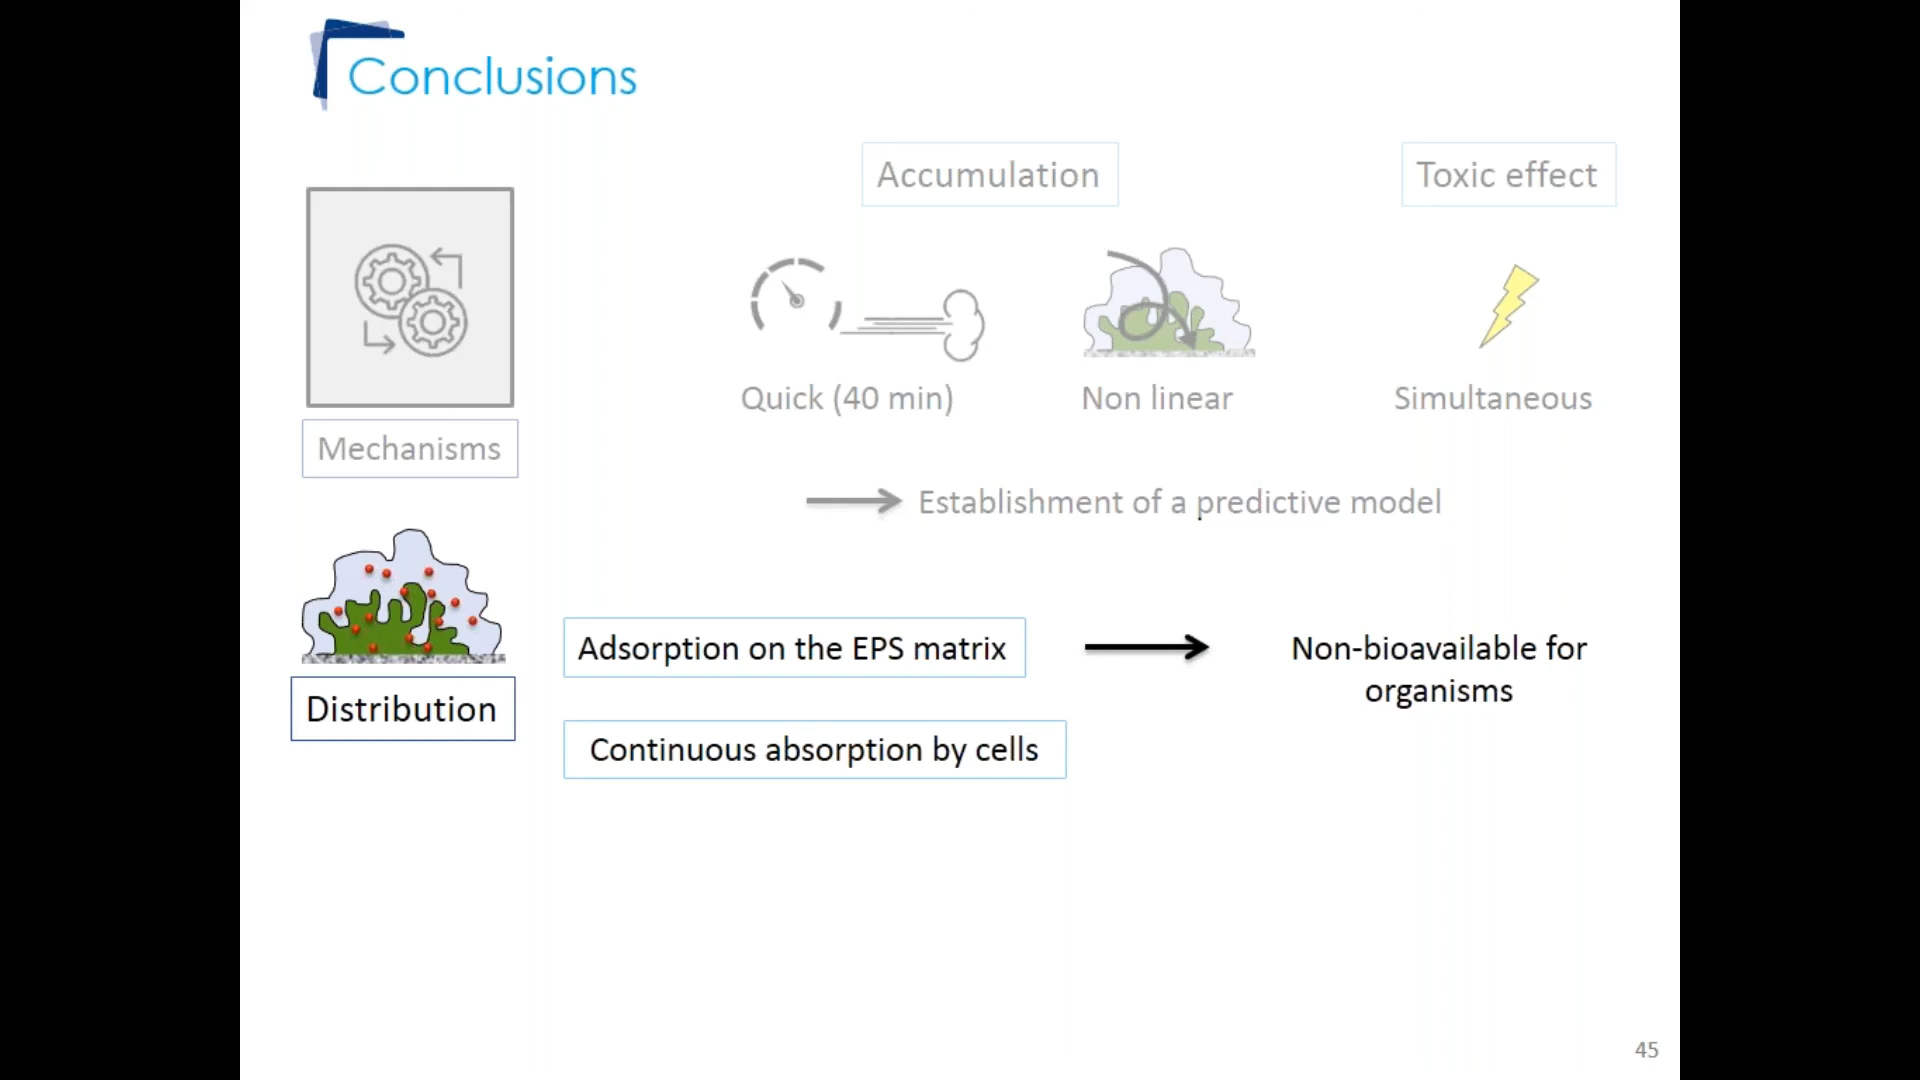 Conclusions
Accumulation
Toxic effect
Quick (40 min)
Non linear
Simultaneous
Mechanisms
Establishment of a predictive model
Adsorption on the EPS matrix
Non-bioavailable for
organisms
Distribution
Continuous absorption by cells
45